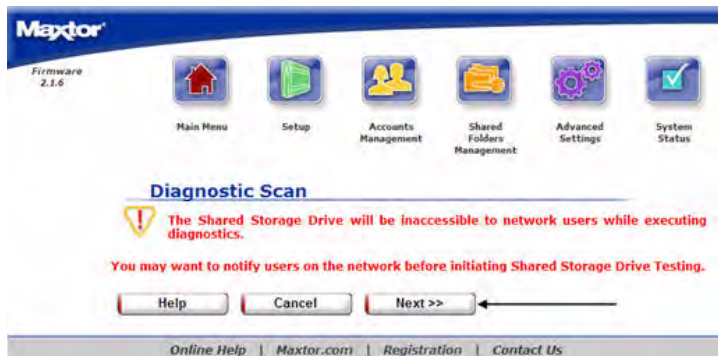 Maxtor
Firmware
2.1.6
Main Menu
Setup
Accounts
Management
Shared
Folders
Management
Advanced
Settings
System
Status
Diagnostic Scan
The Shared Storage Drive will be inaccessible to network users while executing
diagnostics.
You may want to notify users on the network before initiating Shared Storage Drive Testing.
Help
Cancel
Next >>
Online Help | Maxtor.com | Registration | Contact Us